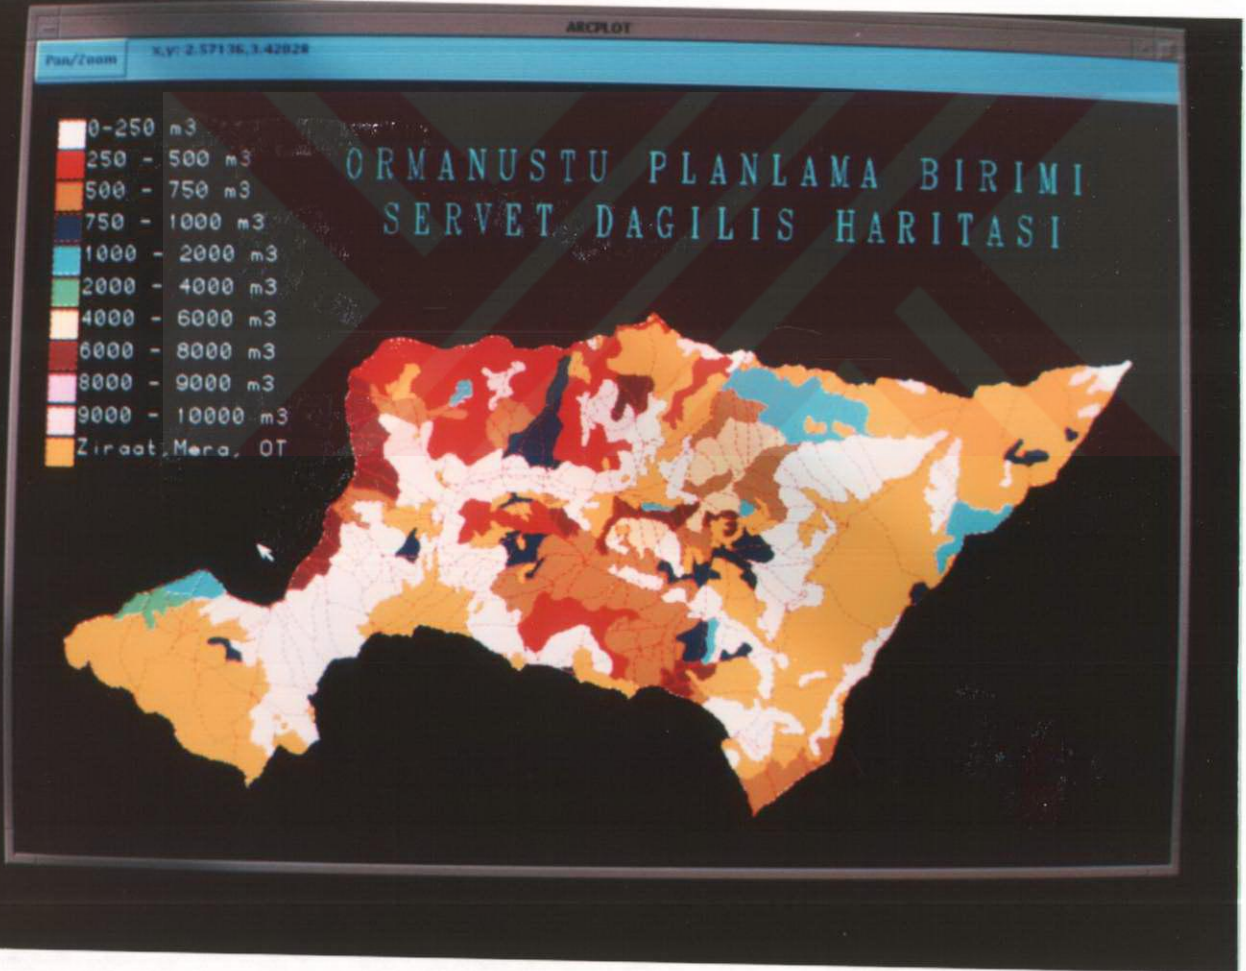 ARCPLOT
Pan/Zoom
x,y: 2.57136,3.42028
ORMANUSTU PLANLAMA BIRIMI
SERVET DAGILIS HARITASI
0-250 m3
250 - 500 m3
500 - 750 m3
750 - 1000 m3
1000 - 2000 m3
2000 - 4000 m3
4000 - 6000 m3
6000 - 8000 m3
8000 - 9000 m3
9000 - 10000 m3
Ziraat,Mera, OT